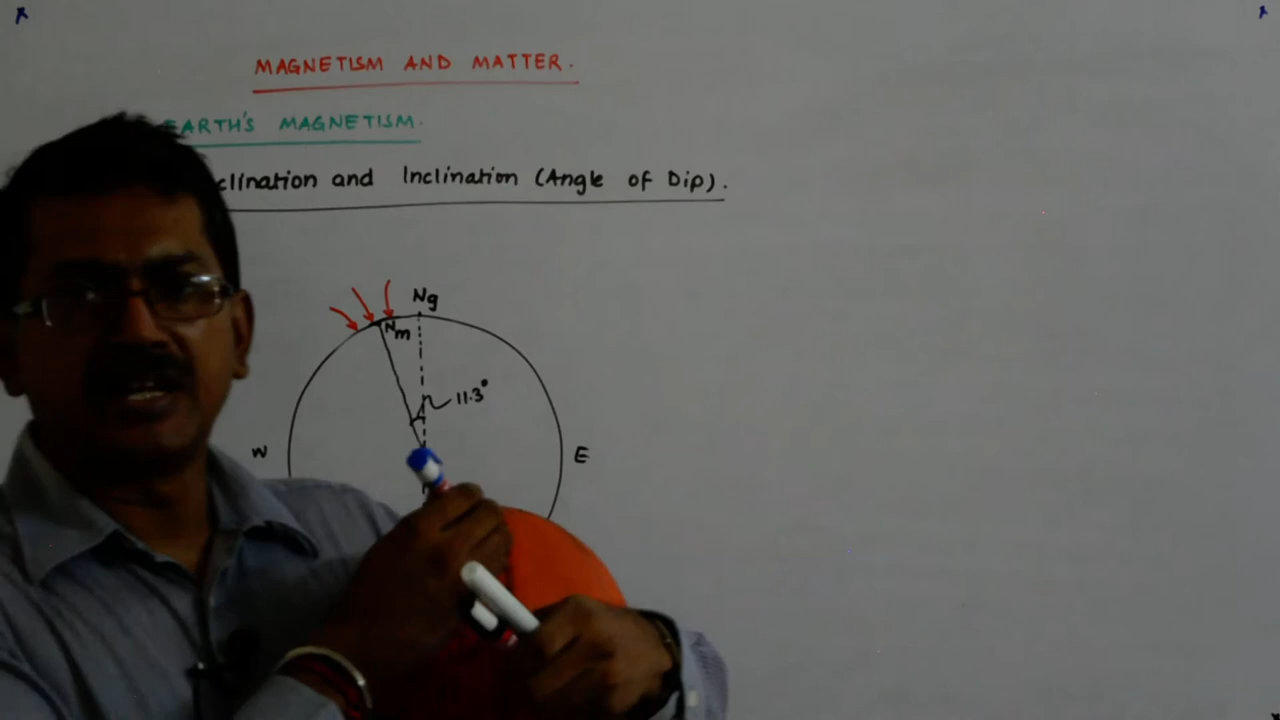 MAGNETISM AND MATTER.
EARTH'S MAGNETISM.
clination and Inclination (Angle of Dip).
Ng
Nm
11.3°
W E